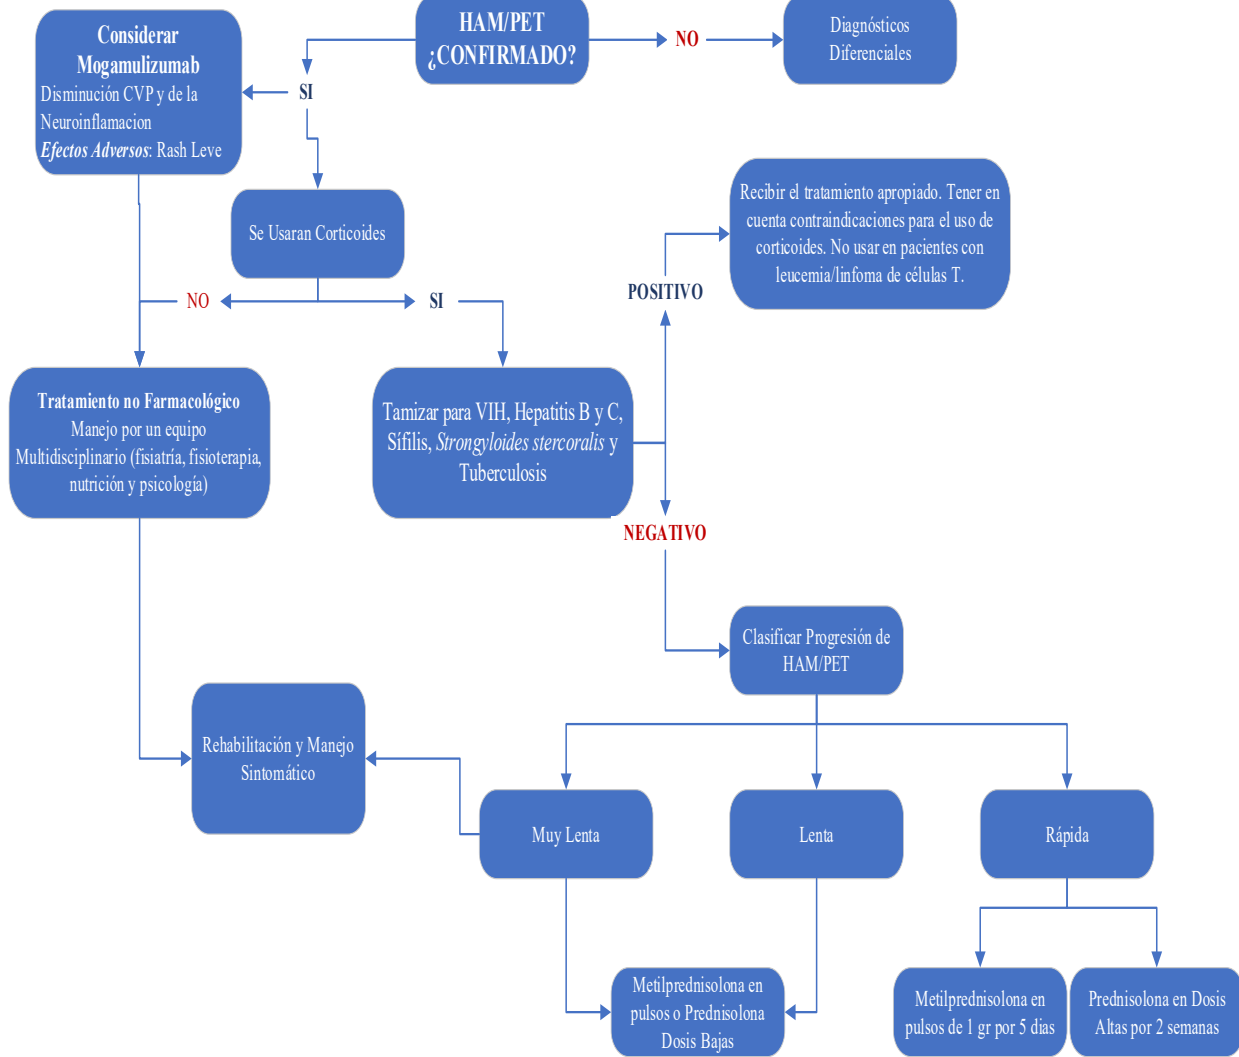 HAM/PET
¿CONFIRMADO?
NO
Diagnósticos
Diferenciales
SI
Considerar
Mogamulizumab
Disminución CVP y de la
Neuroinflamacion
Efectos Adversos: Rash Leve
Se Usaran Corticoides
NO
SI
Recibir el tratamiento apropiado. Tener en
cuenta contraindicaciones para el uso de
corticoides. No usar en pacientes con
leucemia/linfoma de células T.
POSITIVO
Tratamiento no Farmacológico
Manejo por un equipo
Multidisciplinario (fisiatría, fisioterapia,
nutrición y psicología)
Tamizar para VIH, Hepatitis B y C,
Sífilis, Strongyloides stercoralis y
Tuberculosis
NEGATIVO
Clasificar Progresión de
HAM/PET
Rehabilitación y Manejo
Sintomático
Muy Lenta
Lenta
Rápida
Metilprednisolona en
pulsos o Prednisolona
Dosis Bajas
Metilprednisolona en
pulsos de 1 gr por 5 dias
Prednisolona en Dosis
Altas por 2 semanas